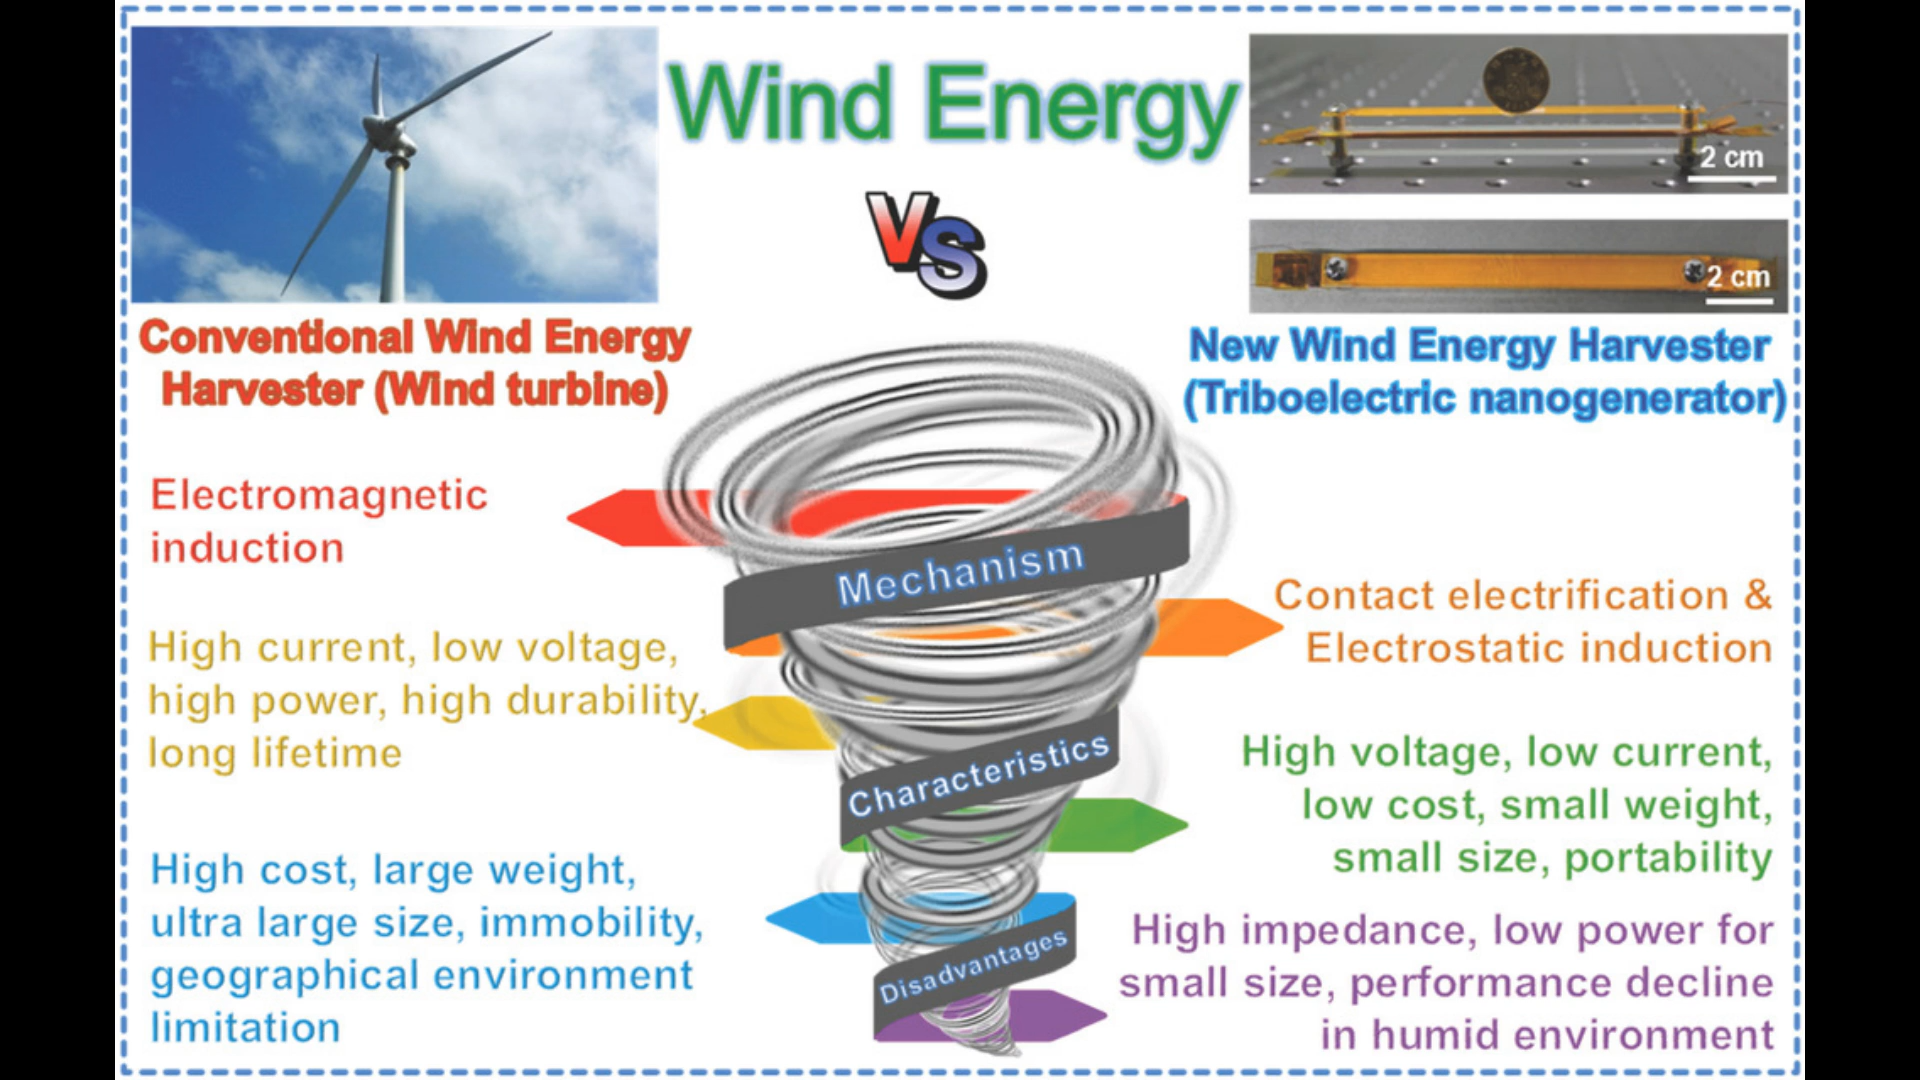 Wind Energy
VS
2 cm
2 cm
Conventional Wind Energy
Harvester (Wind turbine)
New Wind Energy Harvester
(Triboelectric nanogenerator)
Mechanism
Electromagnetic
induction
Contact electrification &
Electrostatic induction
Characteristics
High current, low voltage,
high power, high durability,
long lifetime
High voltage, low current,
low cost, small weight,
small size, portability
Disadvantages
High cost, large weight,
ultra large size, immobility,
geographical environment
limitation
High impedance, low power for
small size, performance decline
in humid environment